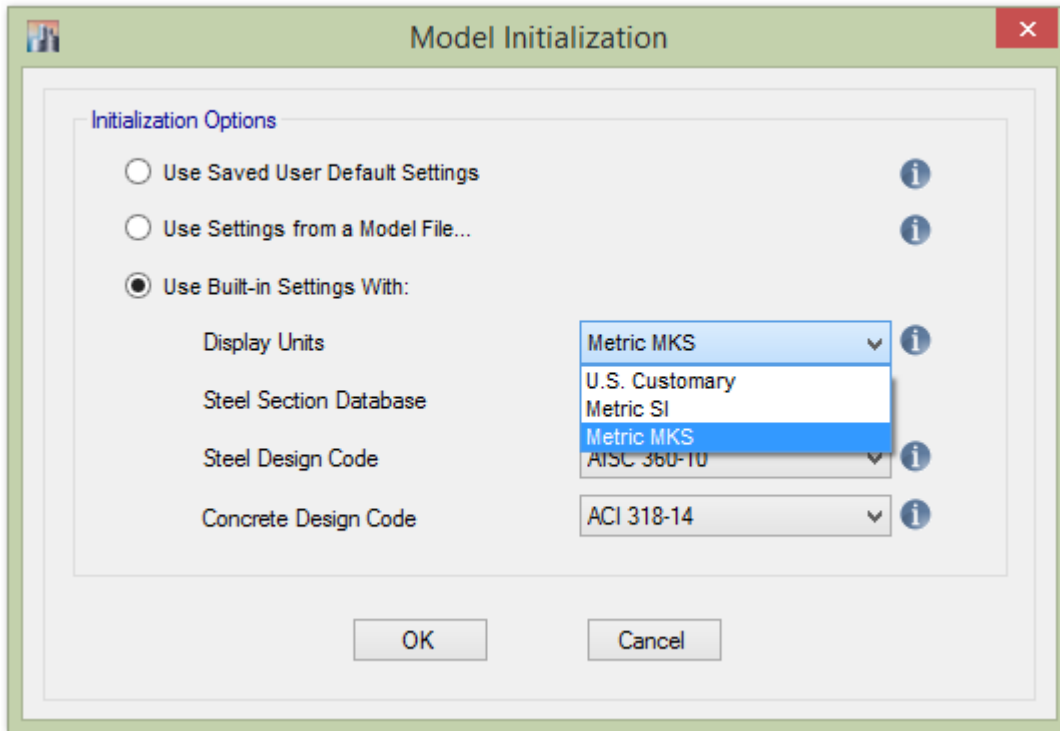 Model Initialization
Initialization Options
Use Saved User Default Settings
Use Settings from a Model File...
Use Built-in Settings With:
Display Units Metric MKS
U.S. Customary
Steel Section Database Metric SI
Metric MKS
Steel Design Code AISC 360-10
Concrete Design Code ACI 318-14
OK Cancel